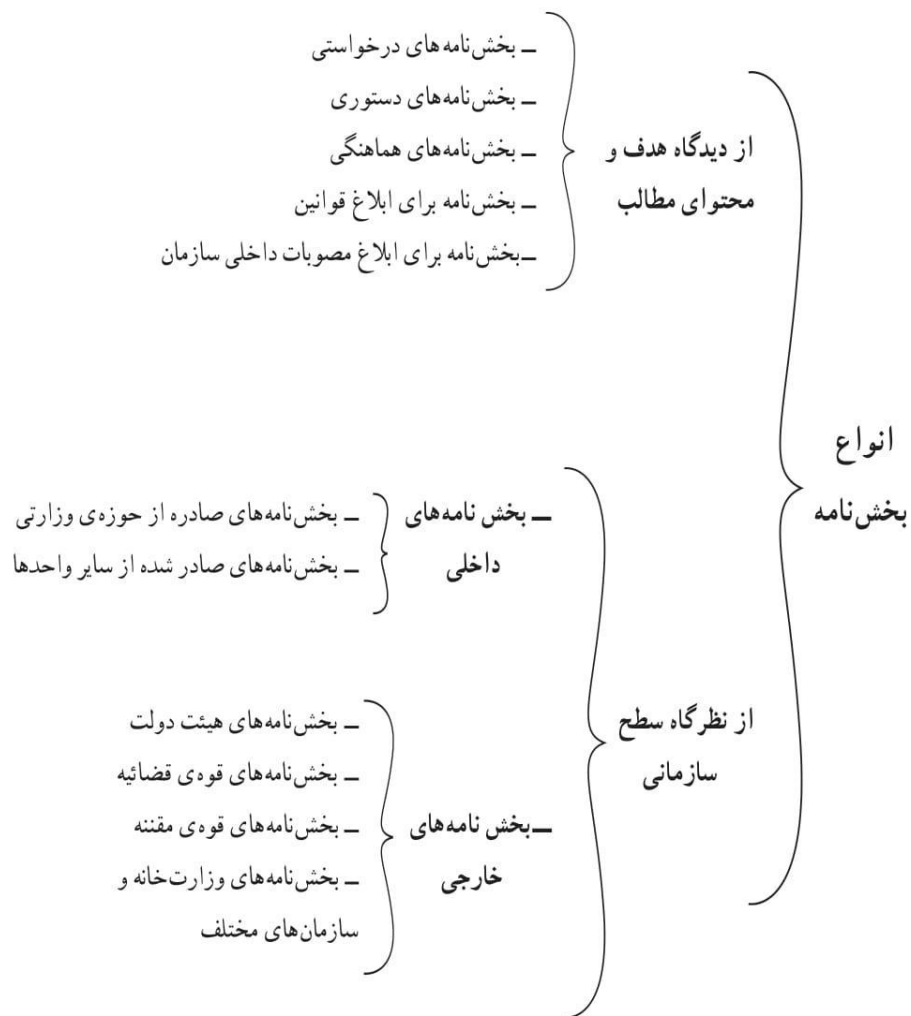 انواع
بخش‌نامه
از دیدگاه هدف و
محتوای مطالب
ـ بخش‌نامه‌های درخواستی
ـ بخش‌نامه‌های دستوری
ـ بخش‌نامه‌های هماهنگی
ـ بخش‌نامه برای ابلاغ قوانین
ـ بخش‌نامه برای ابلاغ مصوبات داخلی سازمان
از نظرگاه سطح
سازمانی
ـ بخش نامه‌های
داخلی
ـ بخش‌نامه‌های صادره از حوزه‌ی وزارتی
ـ بخش‌نامه‌های صادر شده از سایر واحدها
ـ بخش نامه‌های
خارجی
ـ بخش‌نامه‌های هیئت دولت
ـ بخش‌نامه‌های قوه‌ی قضائیه
ـ بخش‌نامه‌های قوه‌ی مقننه
ـ بخش‌نامه‌های وزارت‌خانه و
سازمان‌های مختلف